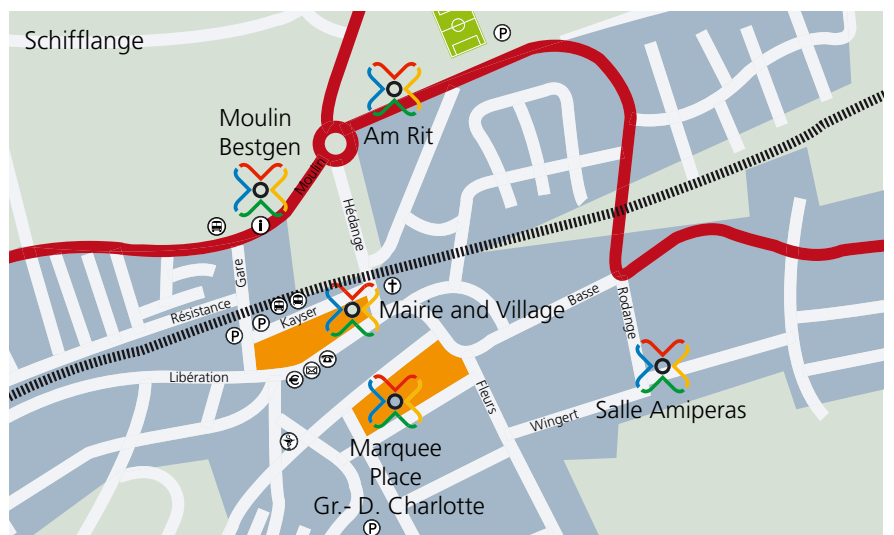 Schifflange
P
Moulin
Bestgen
Am Rit
Moulin
i
Hédange
Gare
Résistance
P
P
Kayser
Mairie and Village
Basse
Rodange
Libération
€
Fleurs
Wingert
Salle Amiperas
Marquee
Place
Gr.- D. Charlotte
P